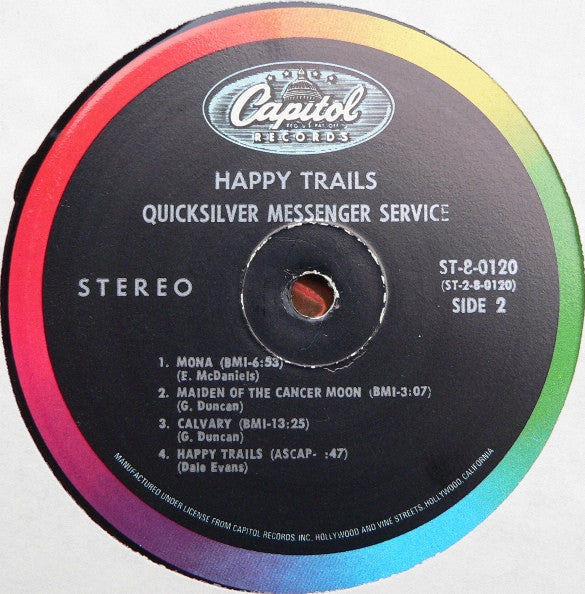 Capitol
REG. U.S. PAT. OFF.
RECORDS
HAPPY TRAILS
QUICKSILVER MESSENGER SERVICE
STEREO
ST-8-0120
(ST-2-8-0120)
SIDE 2
1. MONA (BMI-6:53)
(E. McDaniels)
2. MAIDEN OF THE CANCER MOON (BMI-3:07)
(G. Duncan)
3. CALVARY (BMI-13:25)
(G. Duncan)
4. HAPPY TRAILS (ASCAP- :47)
(Dale Evans)
MANUFACTURED UNDER LICENSE FROM CAPITOL RECORDS, INC., HOLLYWOOD AND VINE STREETS, HOLLYWOOD, CALIFORNIA